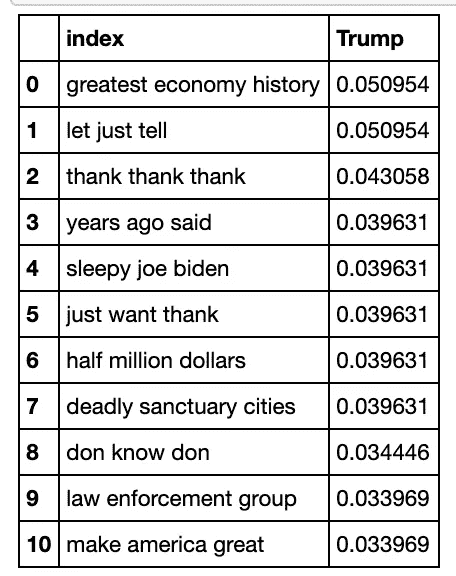 index Trump
0 greatest economy history 0.050954
1 let just tell 0.050954
2 thank thank thank 0.043058
3 years ago said 0.039631
4 sleepy joe biden 0.039631
5 just want thank 0.039631
6 half million dollars 0.039631
7 deadly sanctuary cities 0.039631
8 don know don 0.034446
9 law enforcement group 0.033969
10 make america great 0.033969